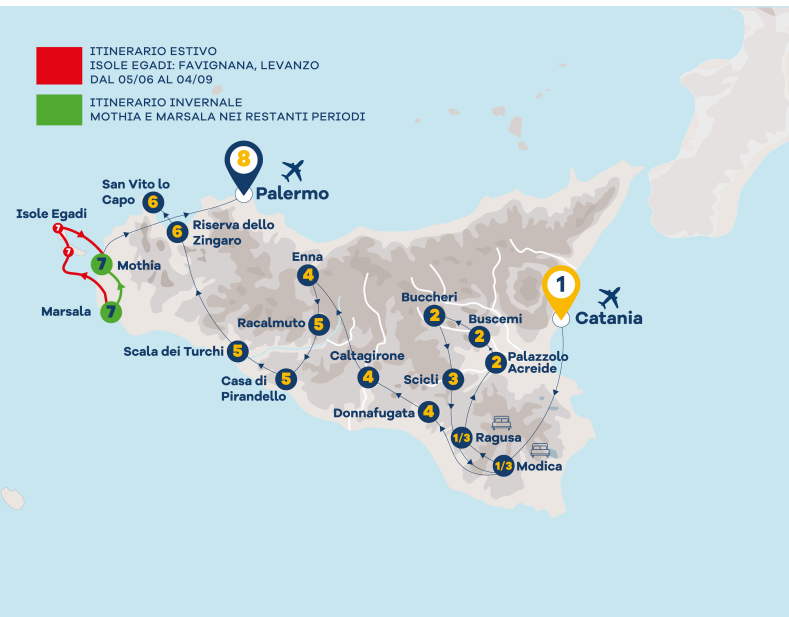 ITINERARIO ESTIVO
ISOLE EGADI: FAVIGNANA, LEVANZO
DAL 05/06 AL 04/09
ITINERARIO INVERNALE
MOTHIA E MARSALA NEI RESTANTI PERIODI
8
Palermo
San Vito lo
Capo
6
Isole Egadi
7
7
6
Riserva dello
Zingaro
7
Mothia
Marsala
7
Enna
4
Racalmuto
5
Scala dei Turchi
5
Casa di
Pirandello
5
Caltagirone
4
Donnafugata
4
Buccheri
2
Buscemi
2
2
Palazzolo
Acreide
1
Catania
Scicli
3
1/3
Ragusa
1/3
Modica